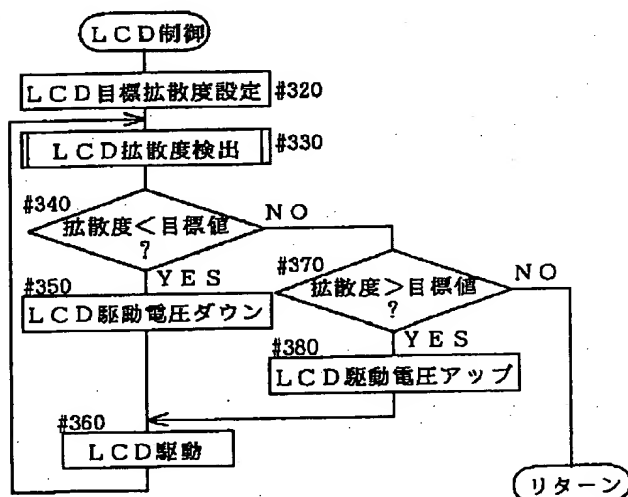 LCD制御
LCD目標拡散度設定 #320
LCD拡散度検出 #330
#340
拡散度<目標値
?
NO
YES
#350
LCD駆動電圧ダウン
#370
拡散度>目標値
?
NO
YES
#380
LCD駆動電圧アップ
#360
LCD駆動
リターン